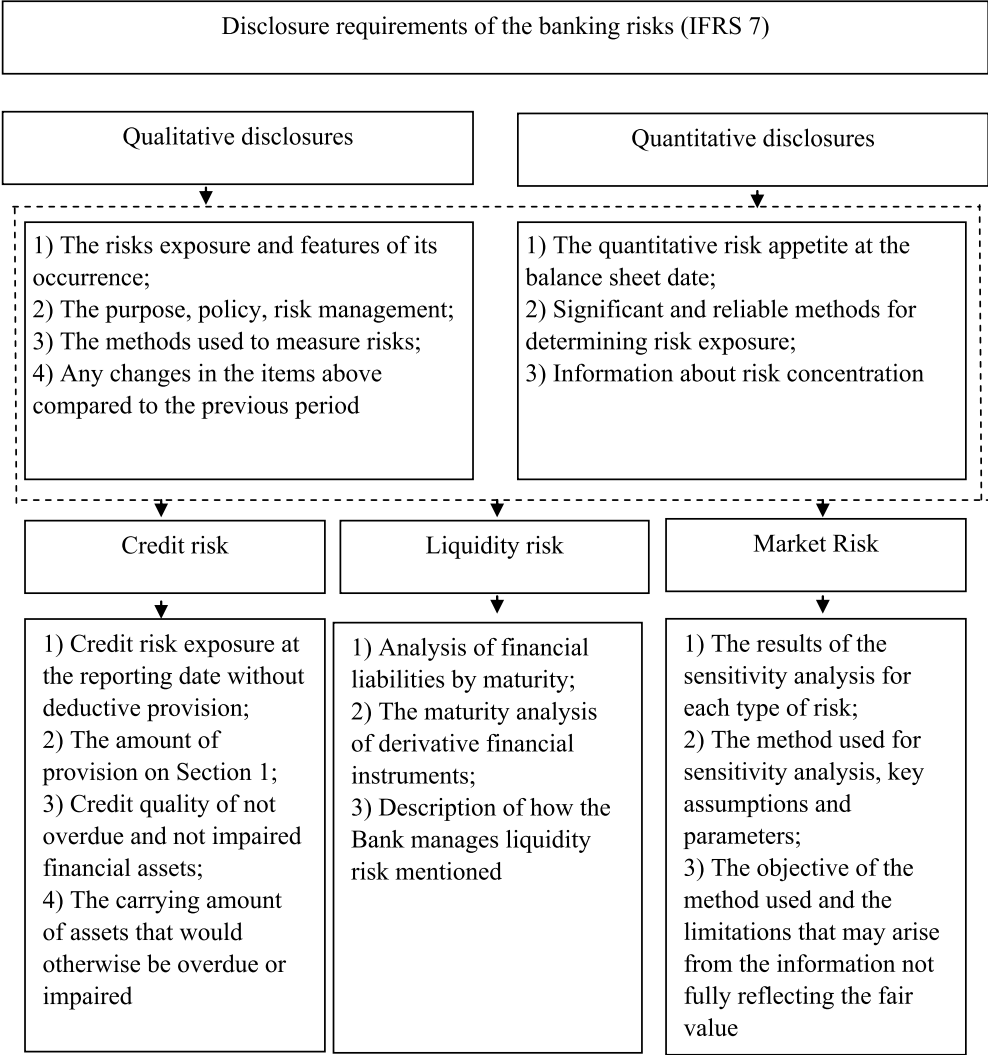 Disclosure requirements of the banking risks (IFRS 7)
Qualitative disclosures
Quantitative disclosures
1) The risks exposure and features of its
occurrence;
2) The purpose, policy, risk management;
3) The methods used to measure risks;
4) Any changes in the items above
compared to the previous period
1) The quantitative risk appetite at the
balance sheet date;
2) Significant and reliable methods for
determining risk exposure;
3) Information about risk concentration
Credit risk
Liquidity risk
Market Risk
1) Credit risk exposure at
the reporting date without
deductive provision;
2) The amount of
provision on Section 1;
3) Credit quality of not
overdue and not impaired
financial assets;
4) The carrying amount
of assets that would
otherwise be overdue or
impaired
1) Analysis of financial
liabilities by maturity;
2) The maturity analysis
of derivative financial
instruments;
3) Description of how the
Bank manages liquidity
risk mentioned
1) The results of the
sensitivity analysis for
each type of risk;
2) The method used for
sensitivity analysis, key
assumptions and
parameters;
3) The objective of the
method used and the
limitations that may arise
from the information not
fully reflecting the fair
value